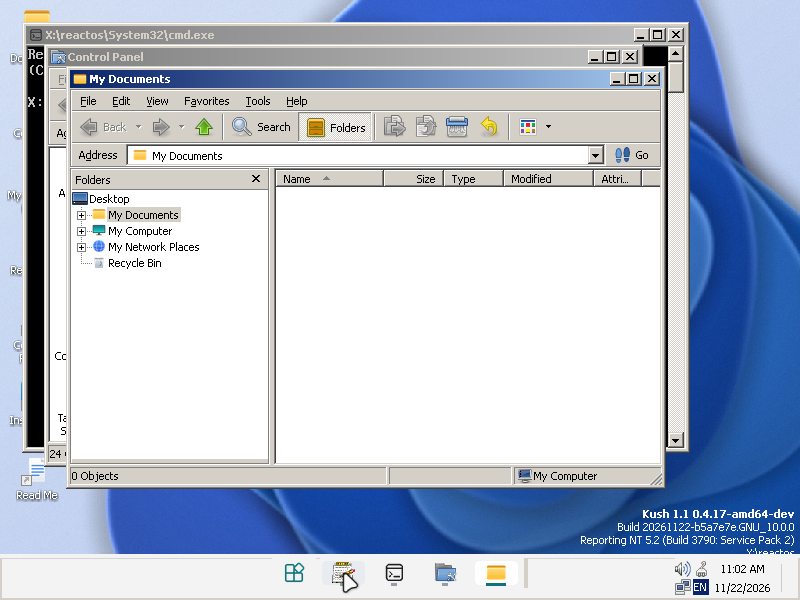 X:\reactos\System32\cmd.exe
Control Panel
My Documents
File Edit View Favorites Tools Help
Back Search Folders
Address My Documents Go
Folders
Name Size Type Modified Attri...
Desktop
My Documents
My Computer
My Network Places
Recycle Bin
0 Objects
My Computer
24
Read Me
Kush 1.1 0.4.17-amd64-dev
Build 20261122-b5a7e7e.GNU_10.0.0
Reporting NT 5.2 (Build 3790: Service Pack 2)
X:\reactos
11:02 AM
EN 11/22/2026